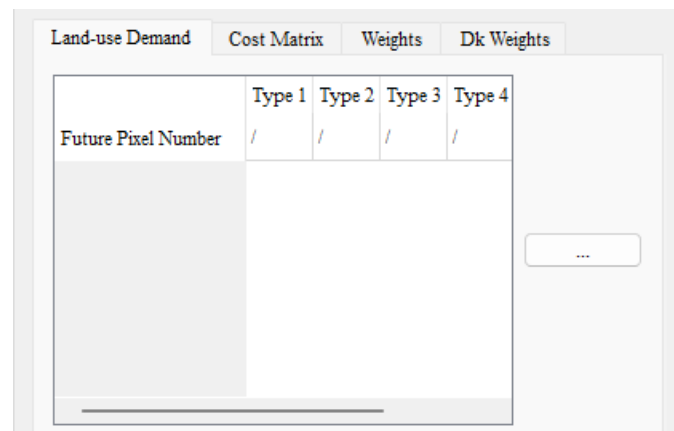 Land-use Demand Cost Matrix Weights Dk Weights
Type 1 Type 2 Type 3 Type 4
Future Pixel Number / / / /
...